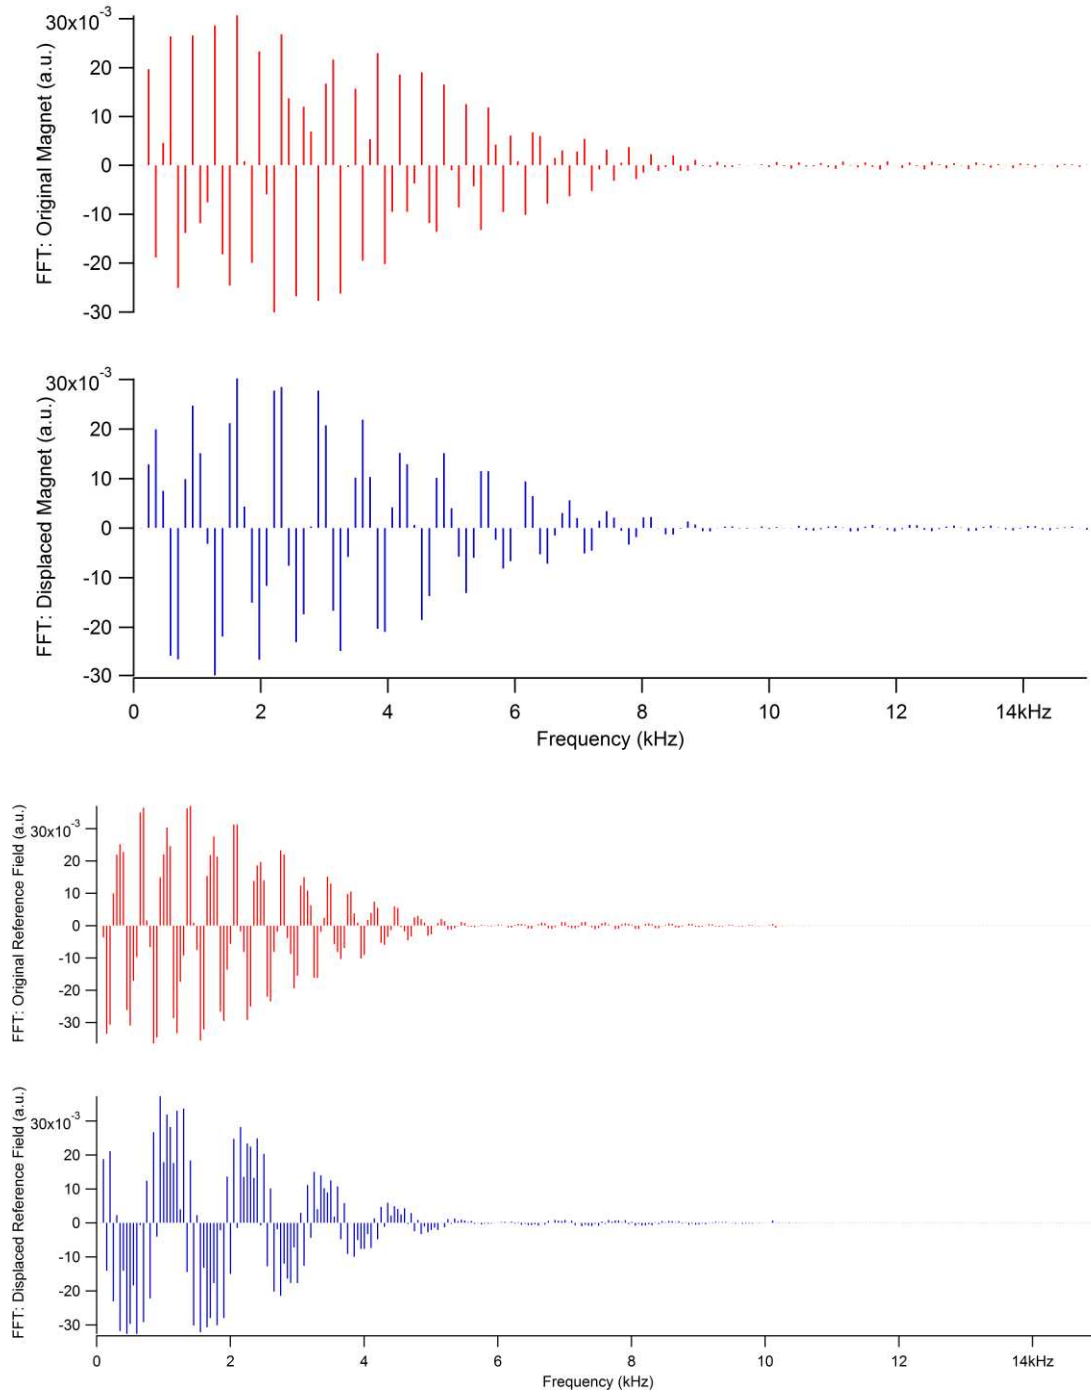 FFT: Original Magnet (a.u.)
30x10-3
20
10
0
-10
-20
-30
FFT: Displaced Magnet (a.u.)
30x10-3
20
10
0
-10
-20
-30
0 2 4 6 8 10 12 14kHz
Frequency (kHz)
FFT: Original Reference Field (a.u.)
30x10-3
20
10
0
-10
-20
-30
FFT: Displaced Reference Field (a.u.)
30x10-3
20
10
0
-10
-20
-30
0 2 4 6 8 10 12 14kHz
Frequency (kHz)